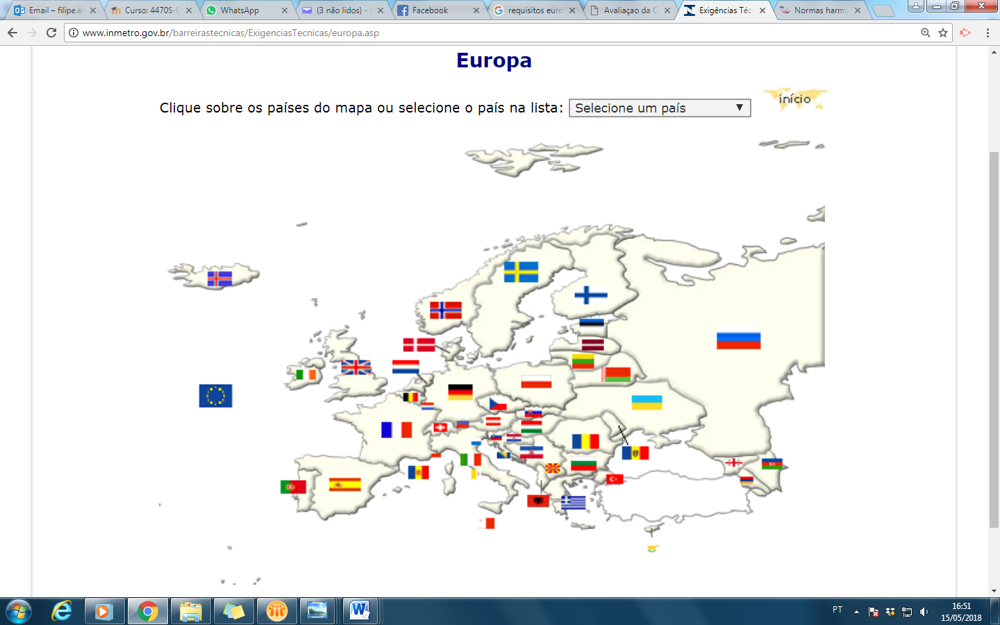 Email – filipe.a
Curso: 4470S-
WhatsApp
(3 não lidos) -
Facebook
requisitos euro
Avaliaçao da C
Exigências Téc
Normas harmo
www.inmetro.gov.br/barreirastecnicas/ExigenciasTecnicas/europa.asp
Europa
Clique sobre os países do mapa ou selecione o país na lista: Selecione um país
início
PT
16:51
15/05/2018